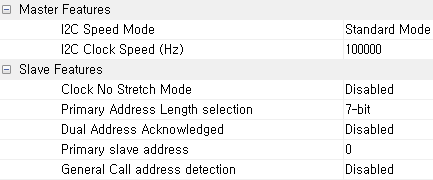 Master Features
I2C Speed Mode Standard Mode
I2C Clock Speed (Hz) 100000
Slave Features
Clock No Stretch Mode Disabled
Primary Address Length selection 7-bit
Dual Address Acknowledged Disabled
Primary slave address 0
General Call address detection Disabled